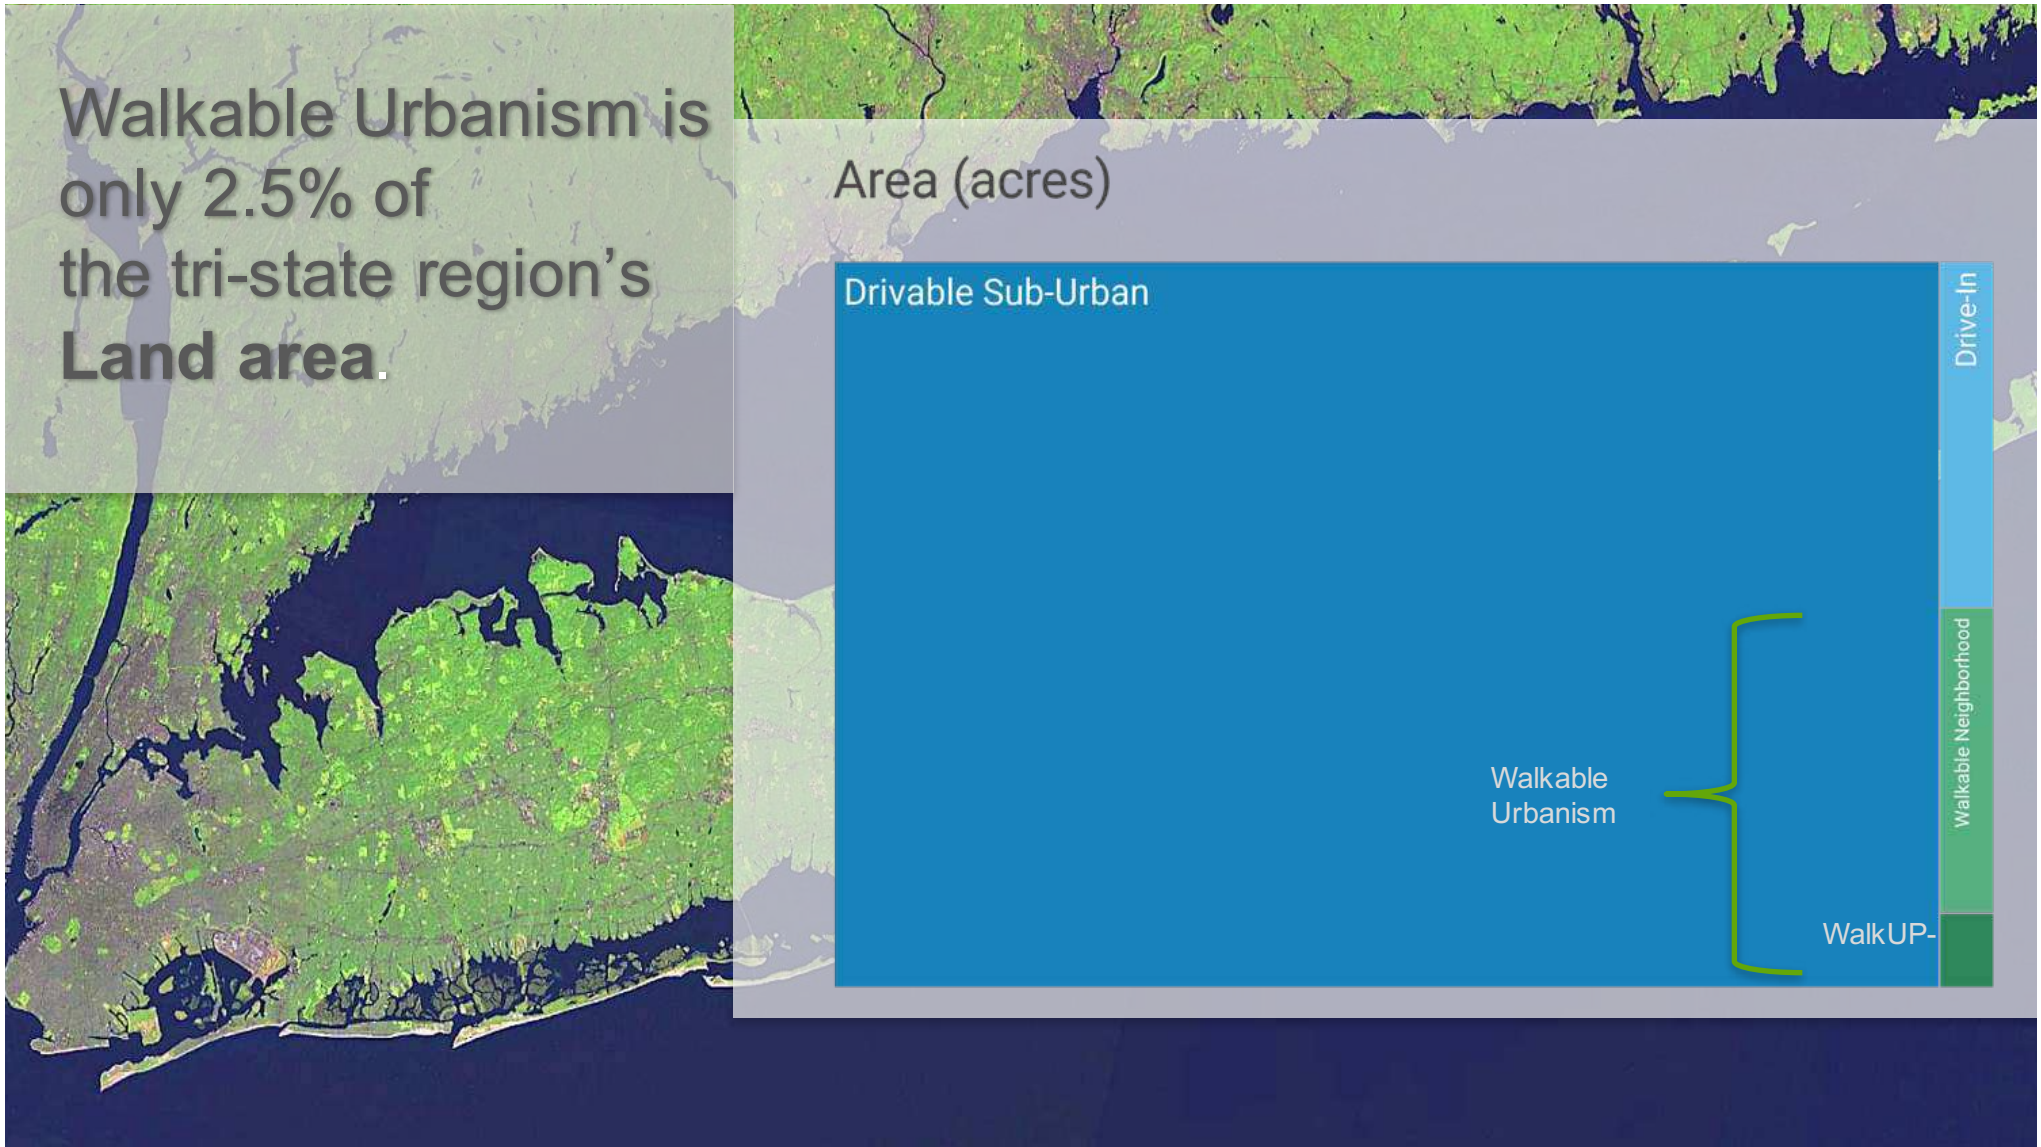 Walkable Urbanism is
only 2.5% of
the tri-state region’s
Land area.
Area (acres)
Drivable Sub-Urban
Drive-In
Walkable Neighborhood
Walkable
Urbanism
WalkUP-